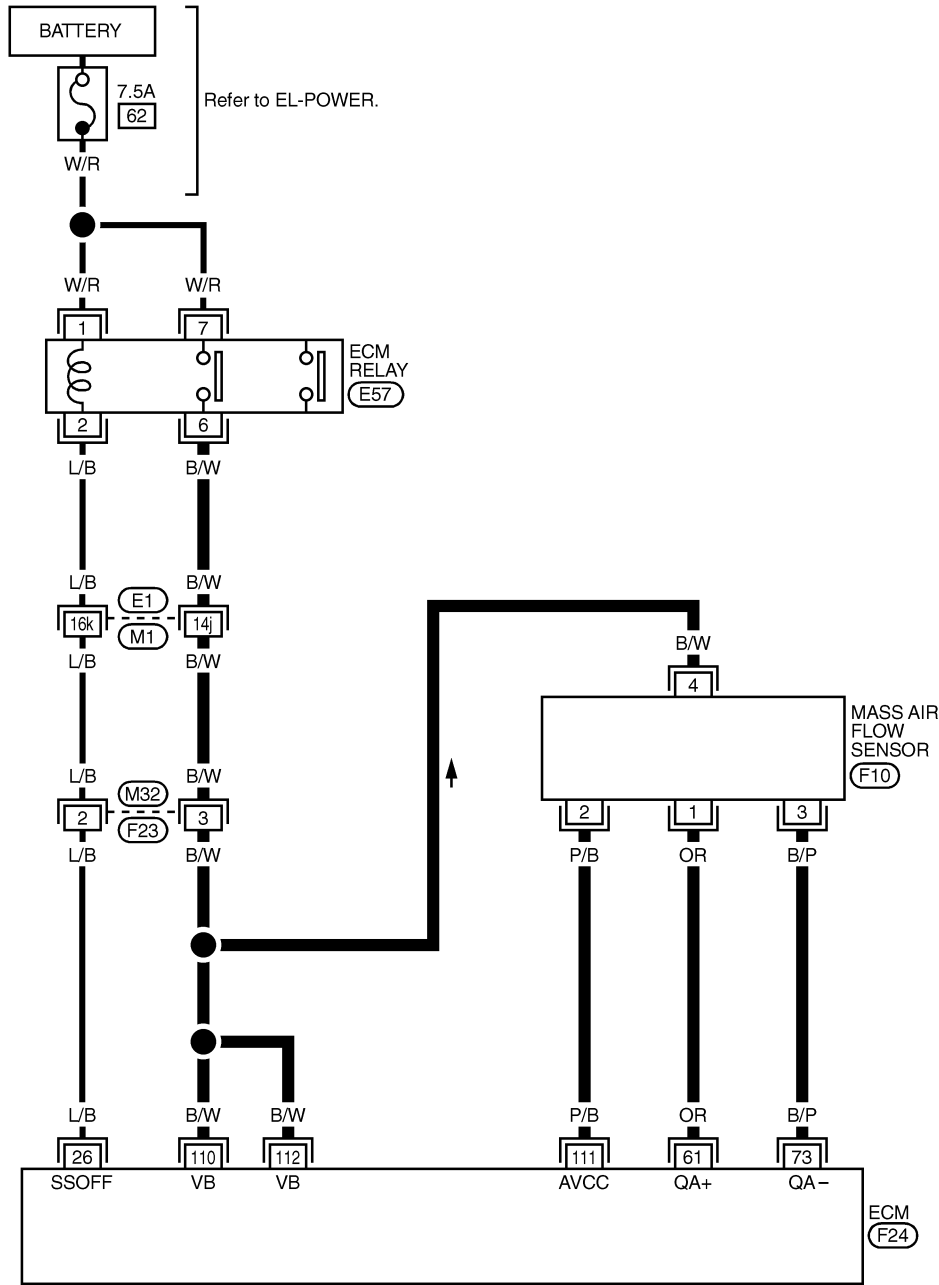 BATTERY
7.5A
62
Refer to EL-POWER.
W/R
W/R W/R
1 7
ECM
RELAY
E57
2 6
L/B B/W
L/B B/W
E1
16k 14j
M1
L/B B/W
B/W
4
MASS AIR
FLOW
SENSOR
F10
L/B B/W
M32
2 3
F23
2 1 3
L/B B/W P/B OR B/P
L/B B/W B/W P/B OR B/P
26 110 112 111 61 73
SSOFF VB VB AVCC QA+ QA−
ECM
F24